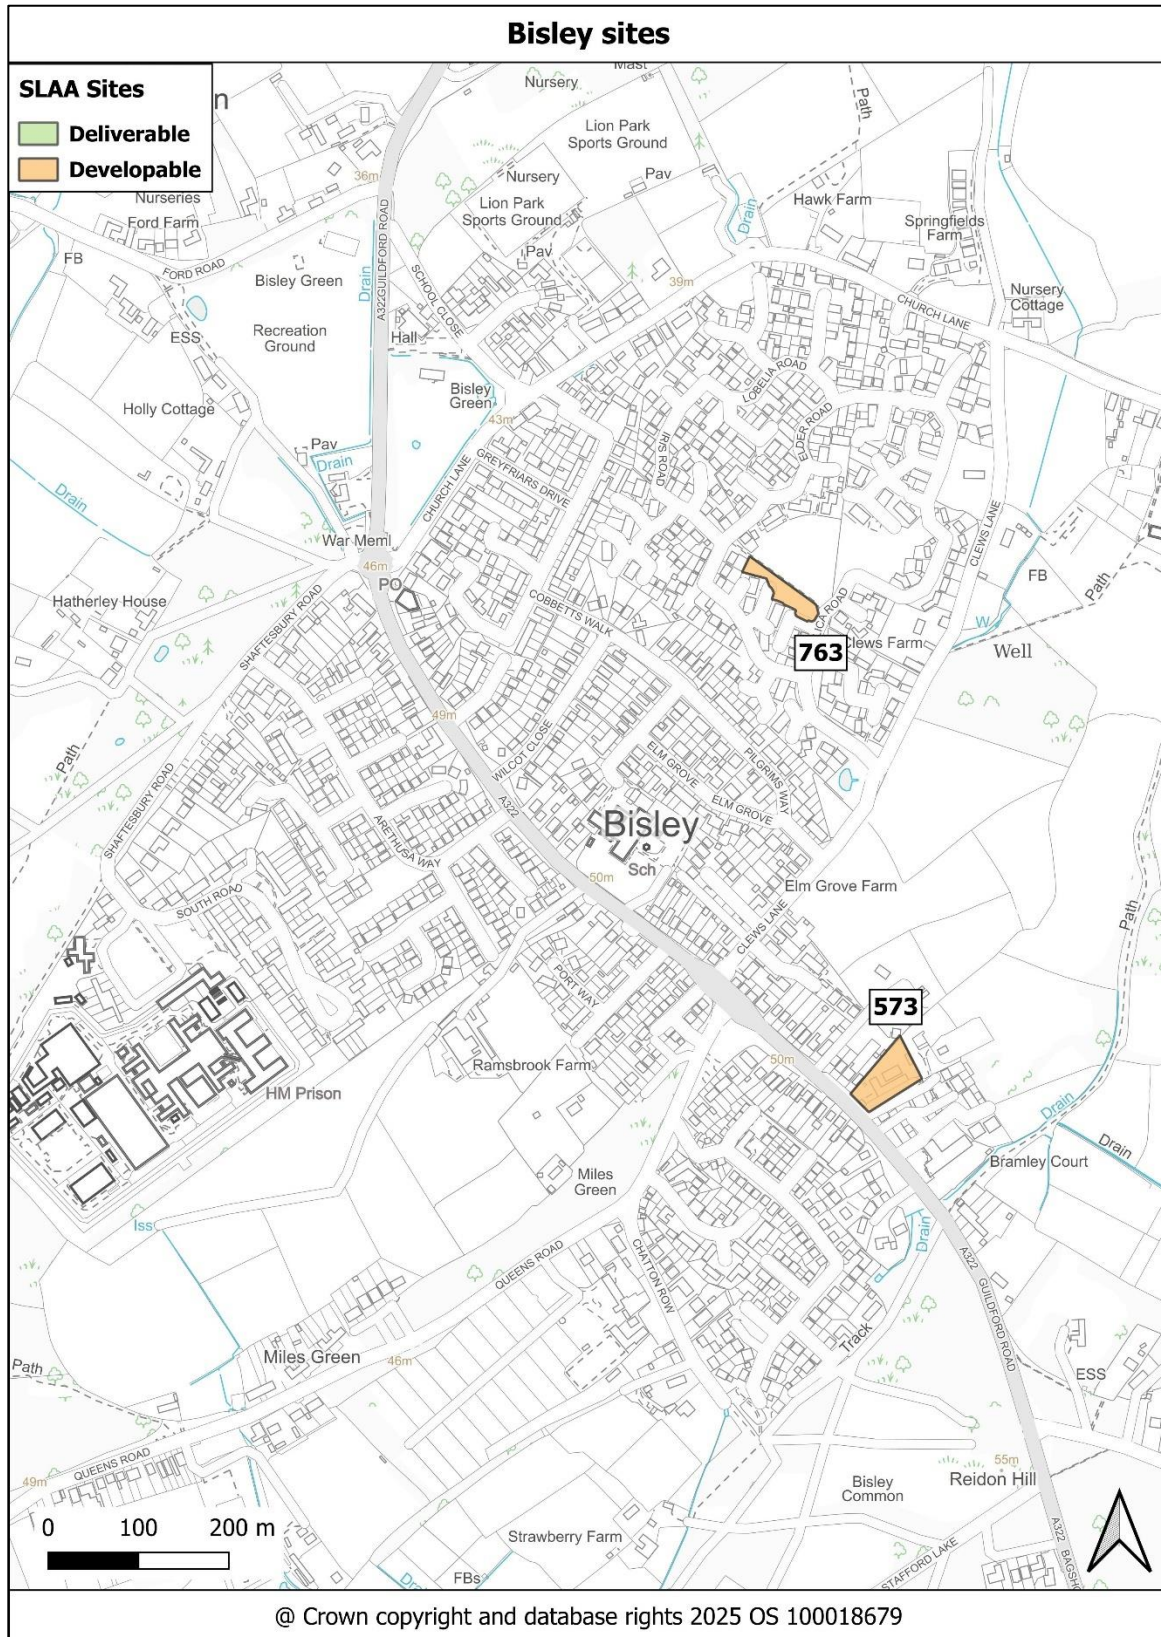 Bisley sites
SLAA Sites
Deliverable
Developable
n
Mast
Nursery
Path
Lion Park
Sports Ground
36m
Nursery
Pav
Nurseries
Lion Park
Sports Ground
Drain
Hawk Farm
Ford Farm
Springfields
Farm
FB
FORD ROAD
A322
GUILDFORD ROAD
SCHOOL CLOSE
Pav
Bisley Green
Drain
39m
Nursery
Cottage
CHURCH LANE
ESS
Recreation
Ground
Hall
LOBELIA ROAD
Bisley
Green
Holly Cottage
43m
ELDER ROAD
IRIS ROAD
Pav
Drain
GREYFRIARS DRIVE
CHURCH LANE
Drain
CLEWS LANE
War Meml
46m
PO
FB
Path
Hatherley House
SHAFTESBURY ROAD
COBBETTS WALK
CA ROAD
W
763
Clews Farm
Well
49m
Path
WILCOT CLOSE
ELM GROVE
PILGRIMS WAY
SHAFTESBURY ROAD
A322
ELM GROVE
Bisley
ARETHUSA WAY
Sch
50m
Elm Grove Farm
SOUTH ROAD
Path
CLEWS LANE
PORT WAY
573
50m
Ramsbrook Farm
HM Prison
Drain
Drain
Miles
Green
Bramley Court
Iss
Drain
QUEENS ROAD
CHATTON ROW
A322
GUILDFORD ROAD
Track
Miles Green
46m
Path
ESS
QUEENS ROAD
49m
55m
Reidon Hill
Bisley
Common
0 100 200 m
Strawberry Farm
A322
BAGSH
STAFFORD LAKE
FBs
@ Crown copyright and database rights 2025 OS 100018679